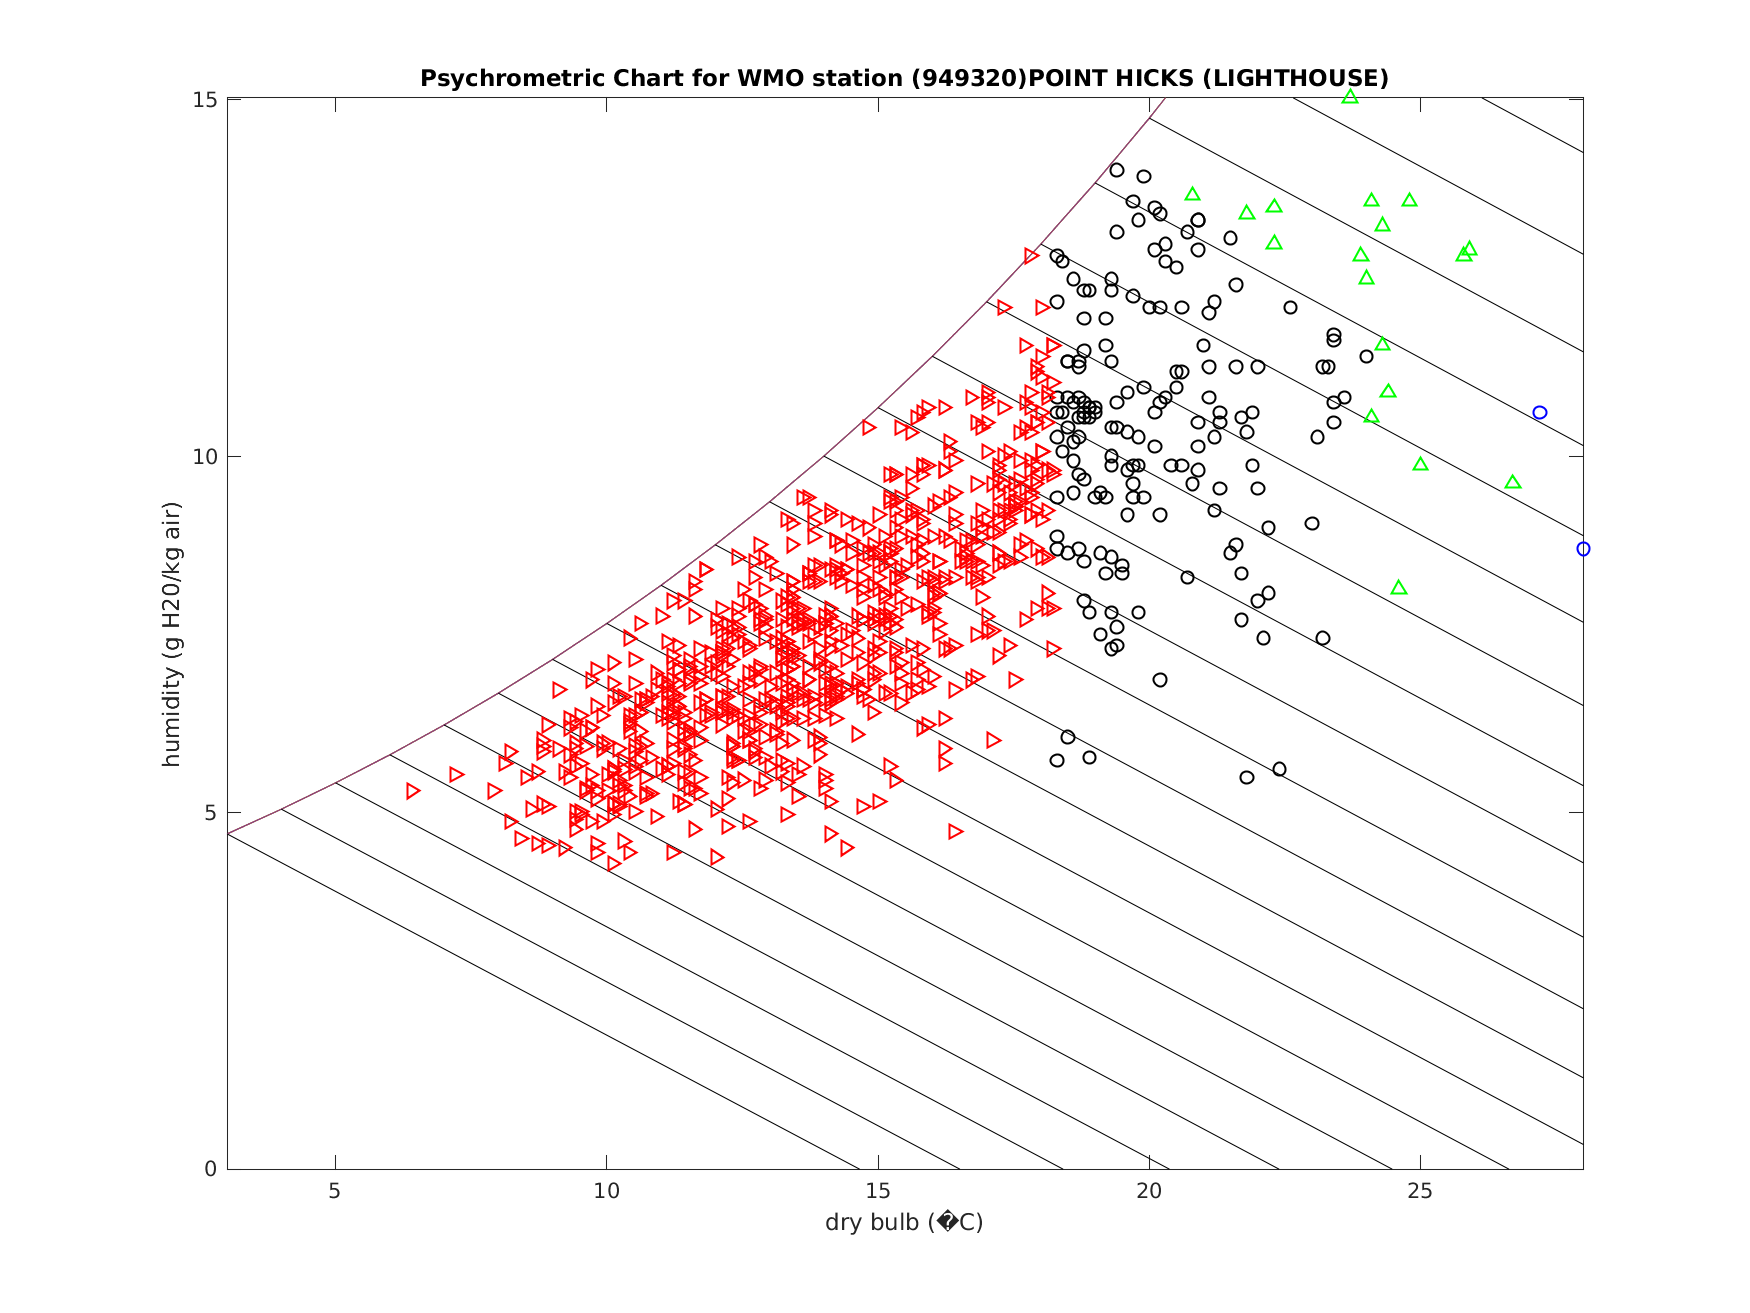 Psychrometric Chart for WMO station (949320)POINT HICKS (LIGHTHOUSE)
15
10
5
0
humidity (g H20/kg air)
5 10 15 20 25
dry bulb (�C)